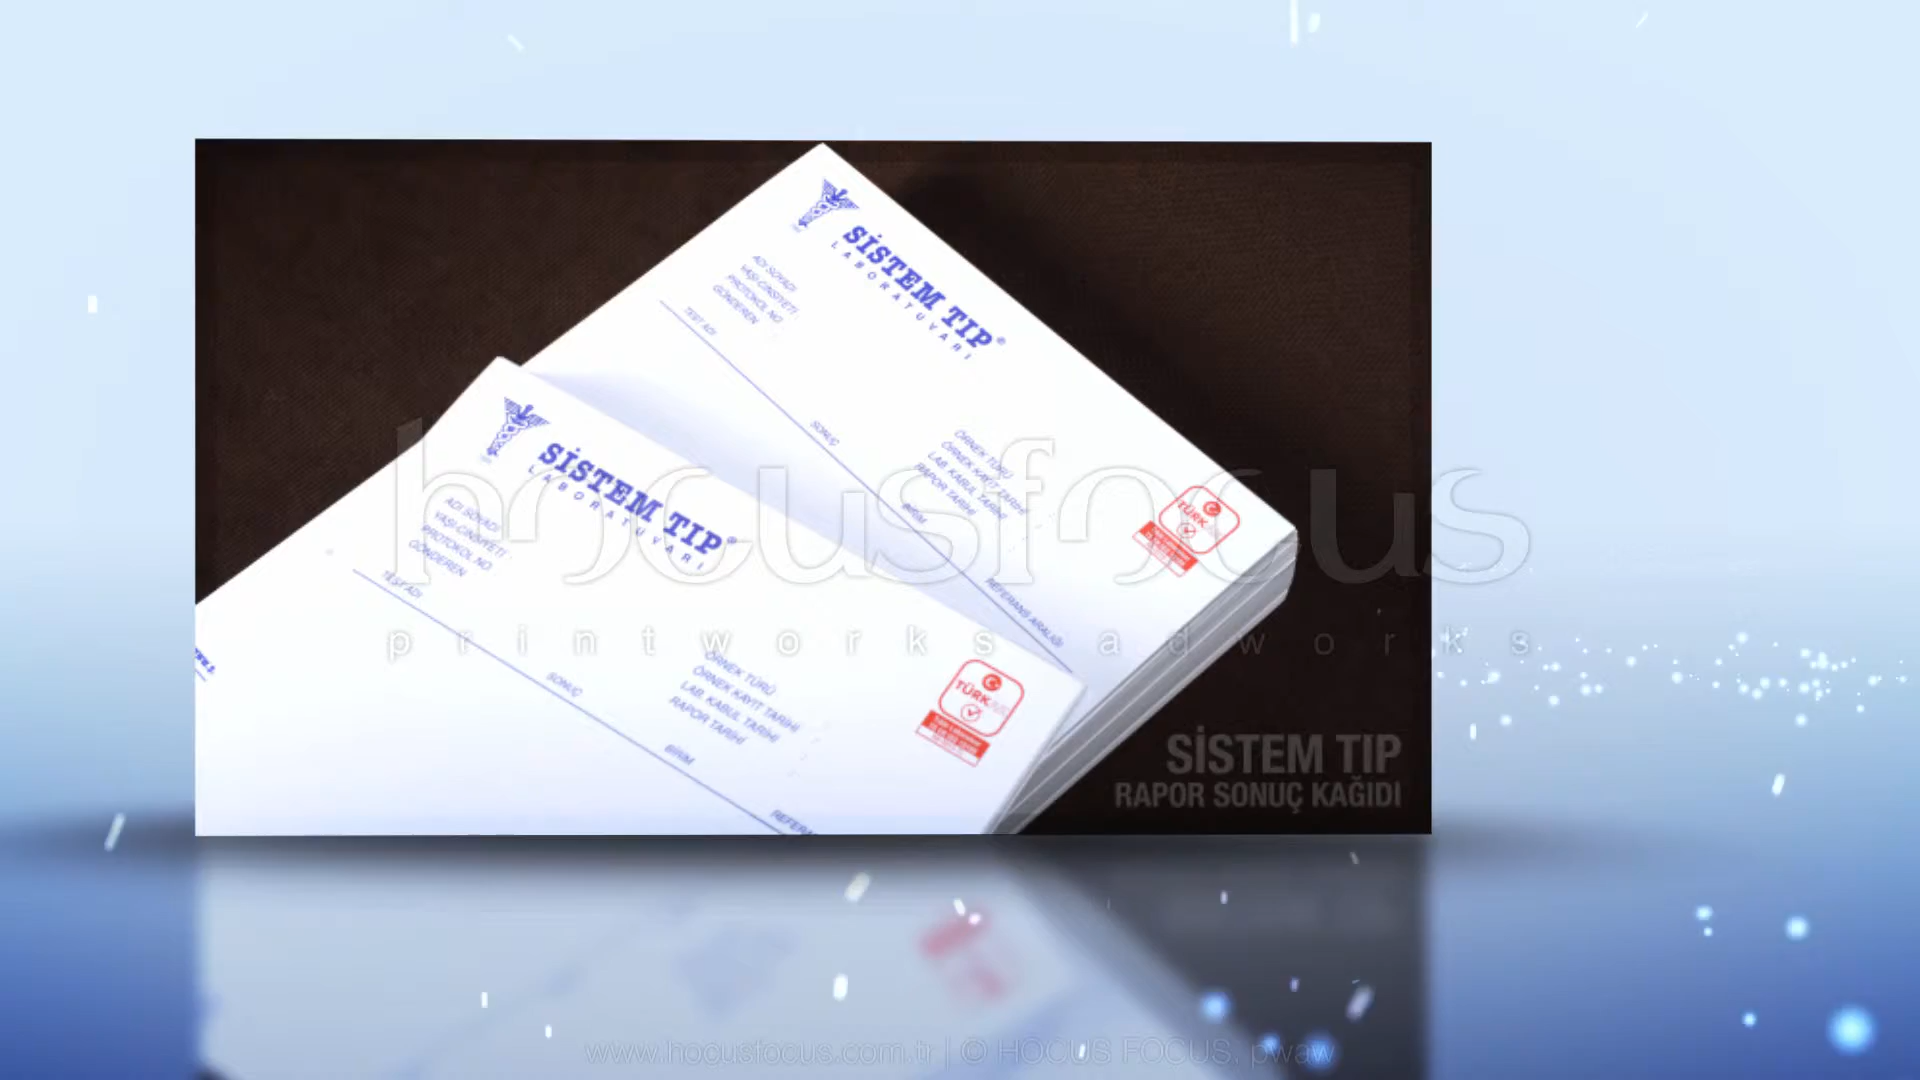 SİSTEM TIP®
LABORATUVARI
ADI SOYADI
YAŞI-CİNSİYETİ
PROTOKOL NO
GÖNDEREN
TEST ADI
SONUÇ
BİRİM
REFERANS ARALIĞI
ÖRNEK TÜRÜ
ÖRNEK KAYIT TARİHİ
LAB. KABUL TARİHİ
RAPOR TARİHİ
TÜRKAK
SİSTEM TIP®
LABORATUVARI
ADI SOYADI
YAŞI-CİNSİYETİ
PROTOKOL NO
GÖNDEREN
TEST ADI
SONUÇ
BİRİM
REFERA
ÖRNEK TÜRÜ
ÖRNEK KAYIT TARİHİ
LAB. KABUL TARİHİ
RAPOR TARİHİ
TÜRKAK
hocusfocus
printworks adworks
SİSTEM TIP
RAPOR SONUÇ KAĞIDI
www.hocusfocus.com.tr | © HOCUS FOCUS, pwaw